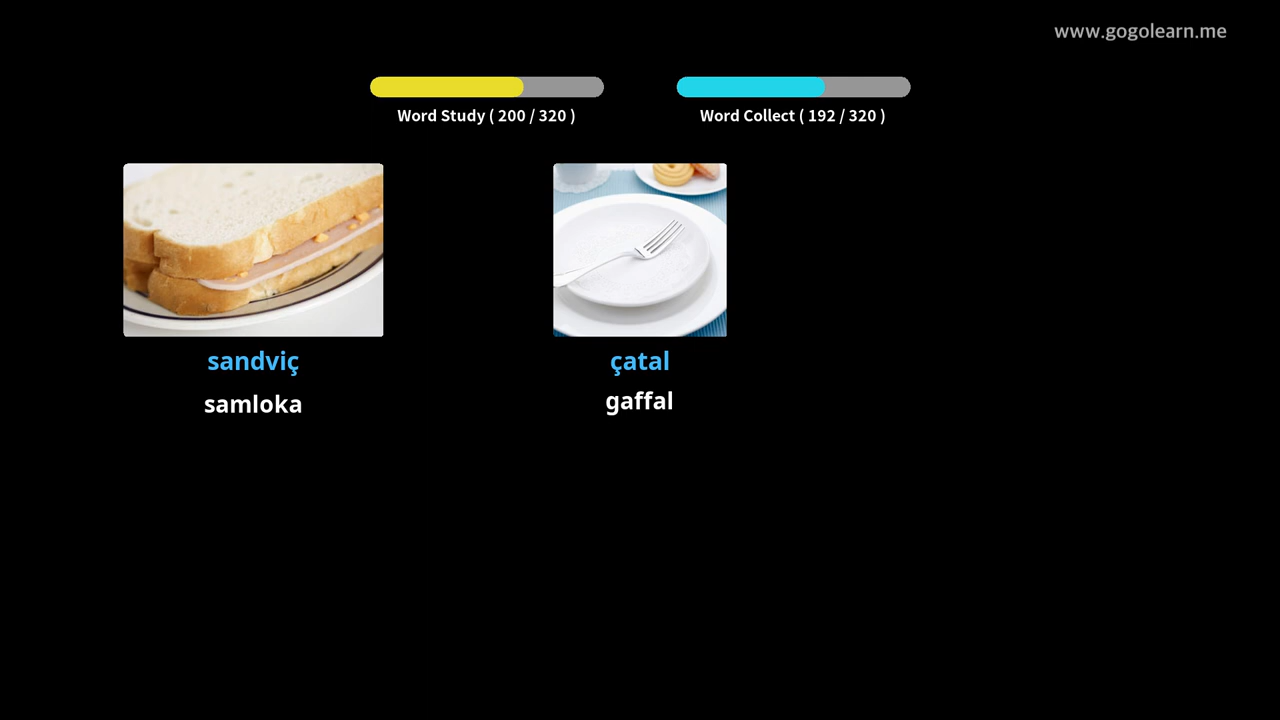 www.gogolearn.me
Word Study ( 200 / 320 )
Word Collect ( 192 / 320 )
sandviç
samloka
çatal
gaffal